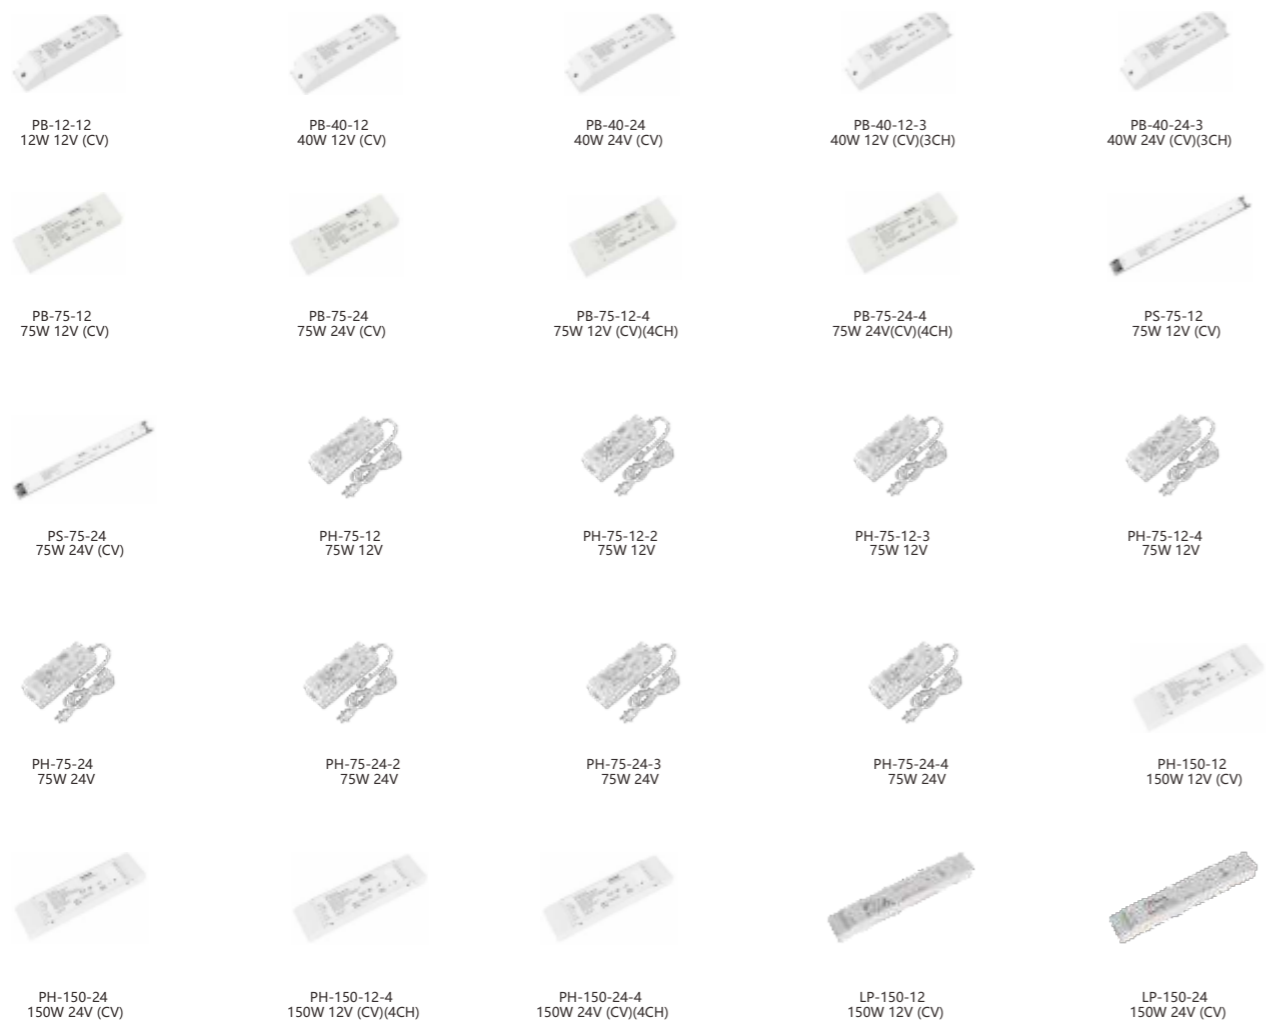 PB-12-12
12W 12V (CV)
PB-40-12
40W 12V (CV)
PB-40-24
40W 24V (CV)
PB-40-12-3
40W 12V (CV)(3CH)
PB-40-24-3
40W 24V (CV)(3CH)
PB-75-12
75W 12V (CV)
PB-75-24
75W 24V (CV)
PB-75-12-4
75W 12V (CV)(4CH)
PB-75-24-4
75W 24V(CV)(4CH)
PS-75-12
75W 12V (CV)
PS-75-24
75W 24V (CV)
PH-75-12
75W 12V
PH-75-12-2
75W 12V
PH-75-12-3
75W 12V
PH-75-12-4
75W 12V
PH-75-24
75W 24V
PH-75-24-2
75W 24V
PH-75-24-3
75W 24V
PH-75-24-4
75W 24V
PH-150-12
150W 12V (CV)
PH-150-24
150W 24V (CV)
PH-150-12-4
150W 12V (CV)(4CH)
PH-150-24-4
150W 24V (CV)(4CH)
LP-150-12
150W 12V (CV)
LP-150-24
150W 24V (CV)